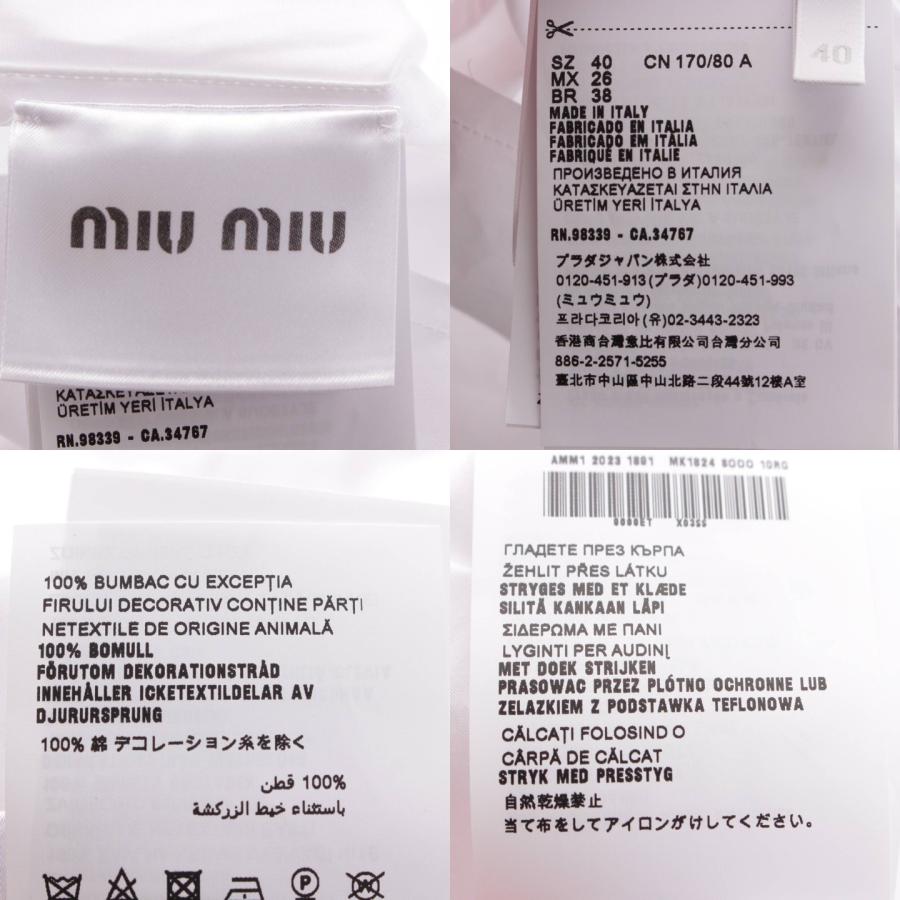 miu miu
ΚΑΤΑΣΚΕΥΑΖΕΤΑΙ
ÜRETİM YERİ İTALYA
RN.98339 - CA.34767
40
SZ 40 CN 170/80 A
MX 26
BR 38
MADE IN ITALY
FABRICADO EN ITALIA
FABRICADO EM ITÀLIA
FABRIQUÉ EN ITALIE
ПРОИЗВЕДЕНО В ИТАЛИЯ
ΚΑΤΑΣΚΕΥΑΖΕΤΑΙ ΣΤΗΝ ΙΤΑΛΙΑ
ÜRETİM YERİ İTALYA
RN.98339 - CA.34767
プラダジャパン株式会社
0120-451-913(プラダ)0120-451-993
(ミュウミュウ)
프라다코리아(유)02-3443-2323
香港商台灣意比有限公司台灣分公司
886-2-2571-5255
臺北市中山區中山北路二段44號12樓A室
100% BUMBAC CU EXCEPȚIA
FIRULUI DECORATIV CONȚINE PĂRȚI
NETEXTILE DE ORIGINE ANIMALĂ
100% BOMULL
FÖRUTOM DEKORATIONSTRÅD
INNEHÅLLER ICKETEXTILDELAR AV
DJURURSPRUNG
100% 綿 デコレーション糸を除く
100% قطن
باستثناء خيط الزركشة
P
W
AMM1 2023 1891 MK1824 SOOO 10RG
ГЛАДЕТЕ ПРЕЗ КЪРПА
ŽEHLIT PŘES LÁTKU
STRYGES MED ET KLÆDE
SILITÄ KANKAAN LÄPI
ΣΙΔΕΡΩΜΑ ΜΕ ΠΑΝΙ
LYGINTI PER AUDINĮ
MET DOEK STRIJKEN
PRASOWAC PRZEZ PLÓTNO OCHRONNE LUB
ZELAZKIEM Z PODSTAWKA TEFLONOWA
CĂLCAȚI FOLOSIND O
CÂRPĂ DE CĂLCAT
STRYK MED PRESSTYG
自然乾燥禁止
当て布をしてアイロンがけしてください。